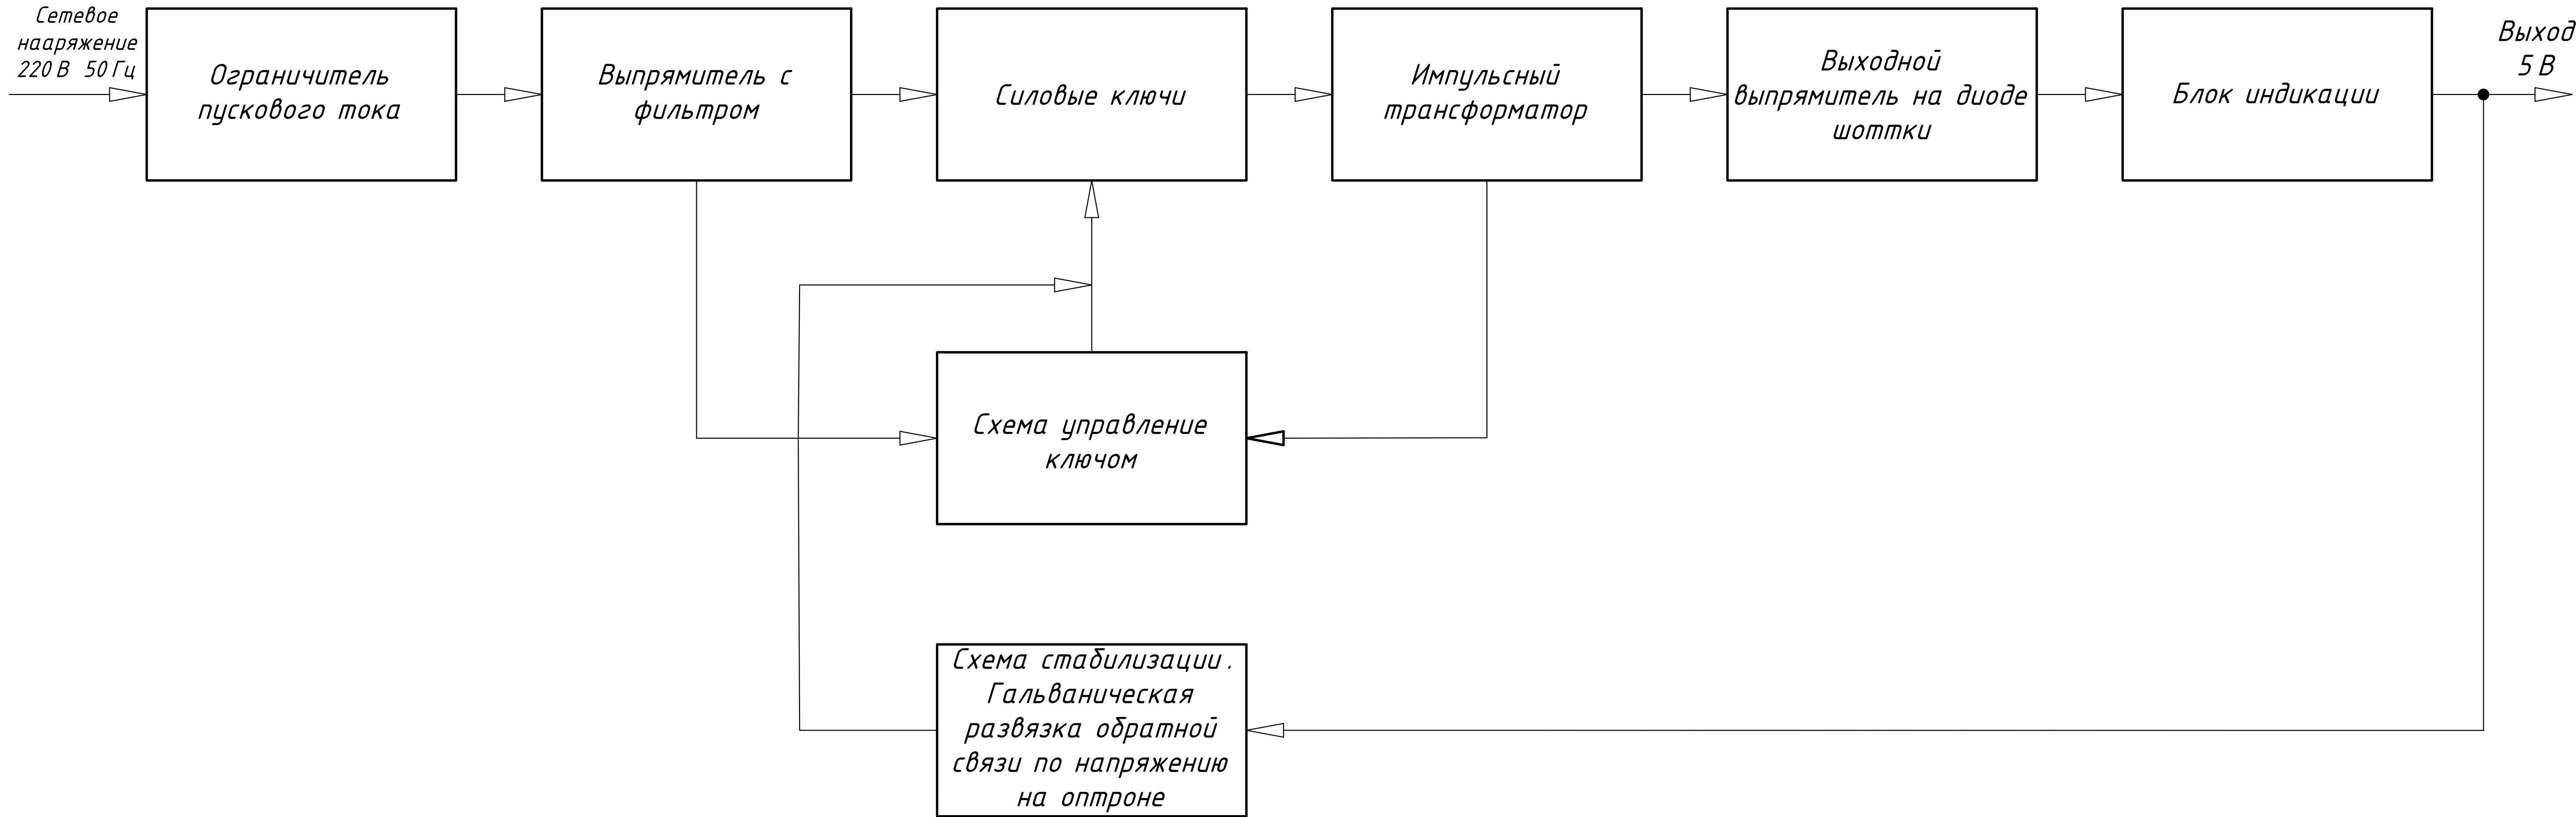 Сетевое
нааряжение
220 В 50 Гц
Ограничитель
пускового тока
Выпрямитель с
фильтром
Силовые ключи
Импульсный
трансформатор
Выходной
выпрямитель на диоде
шоттки
Блок индикации
Выход
5 В
Схема управление
ключом
Схема стабилизации.
Гальваническая
развязка обратной
связи по напряжению
на оптроне